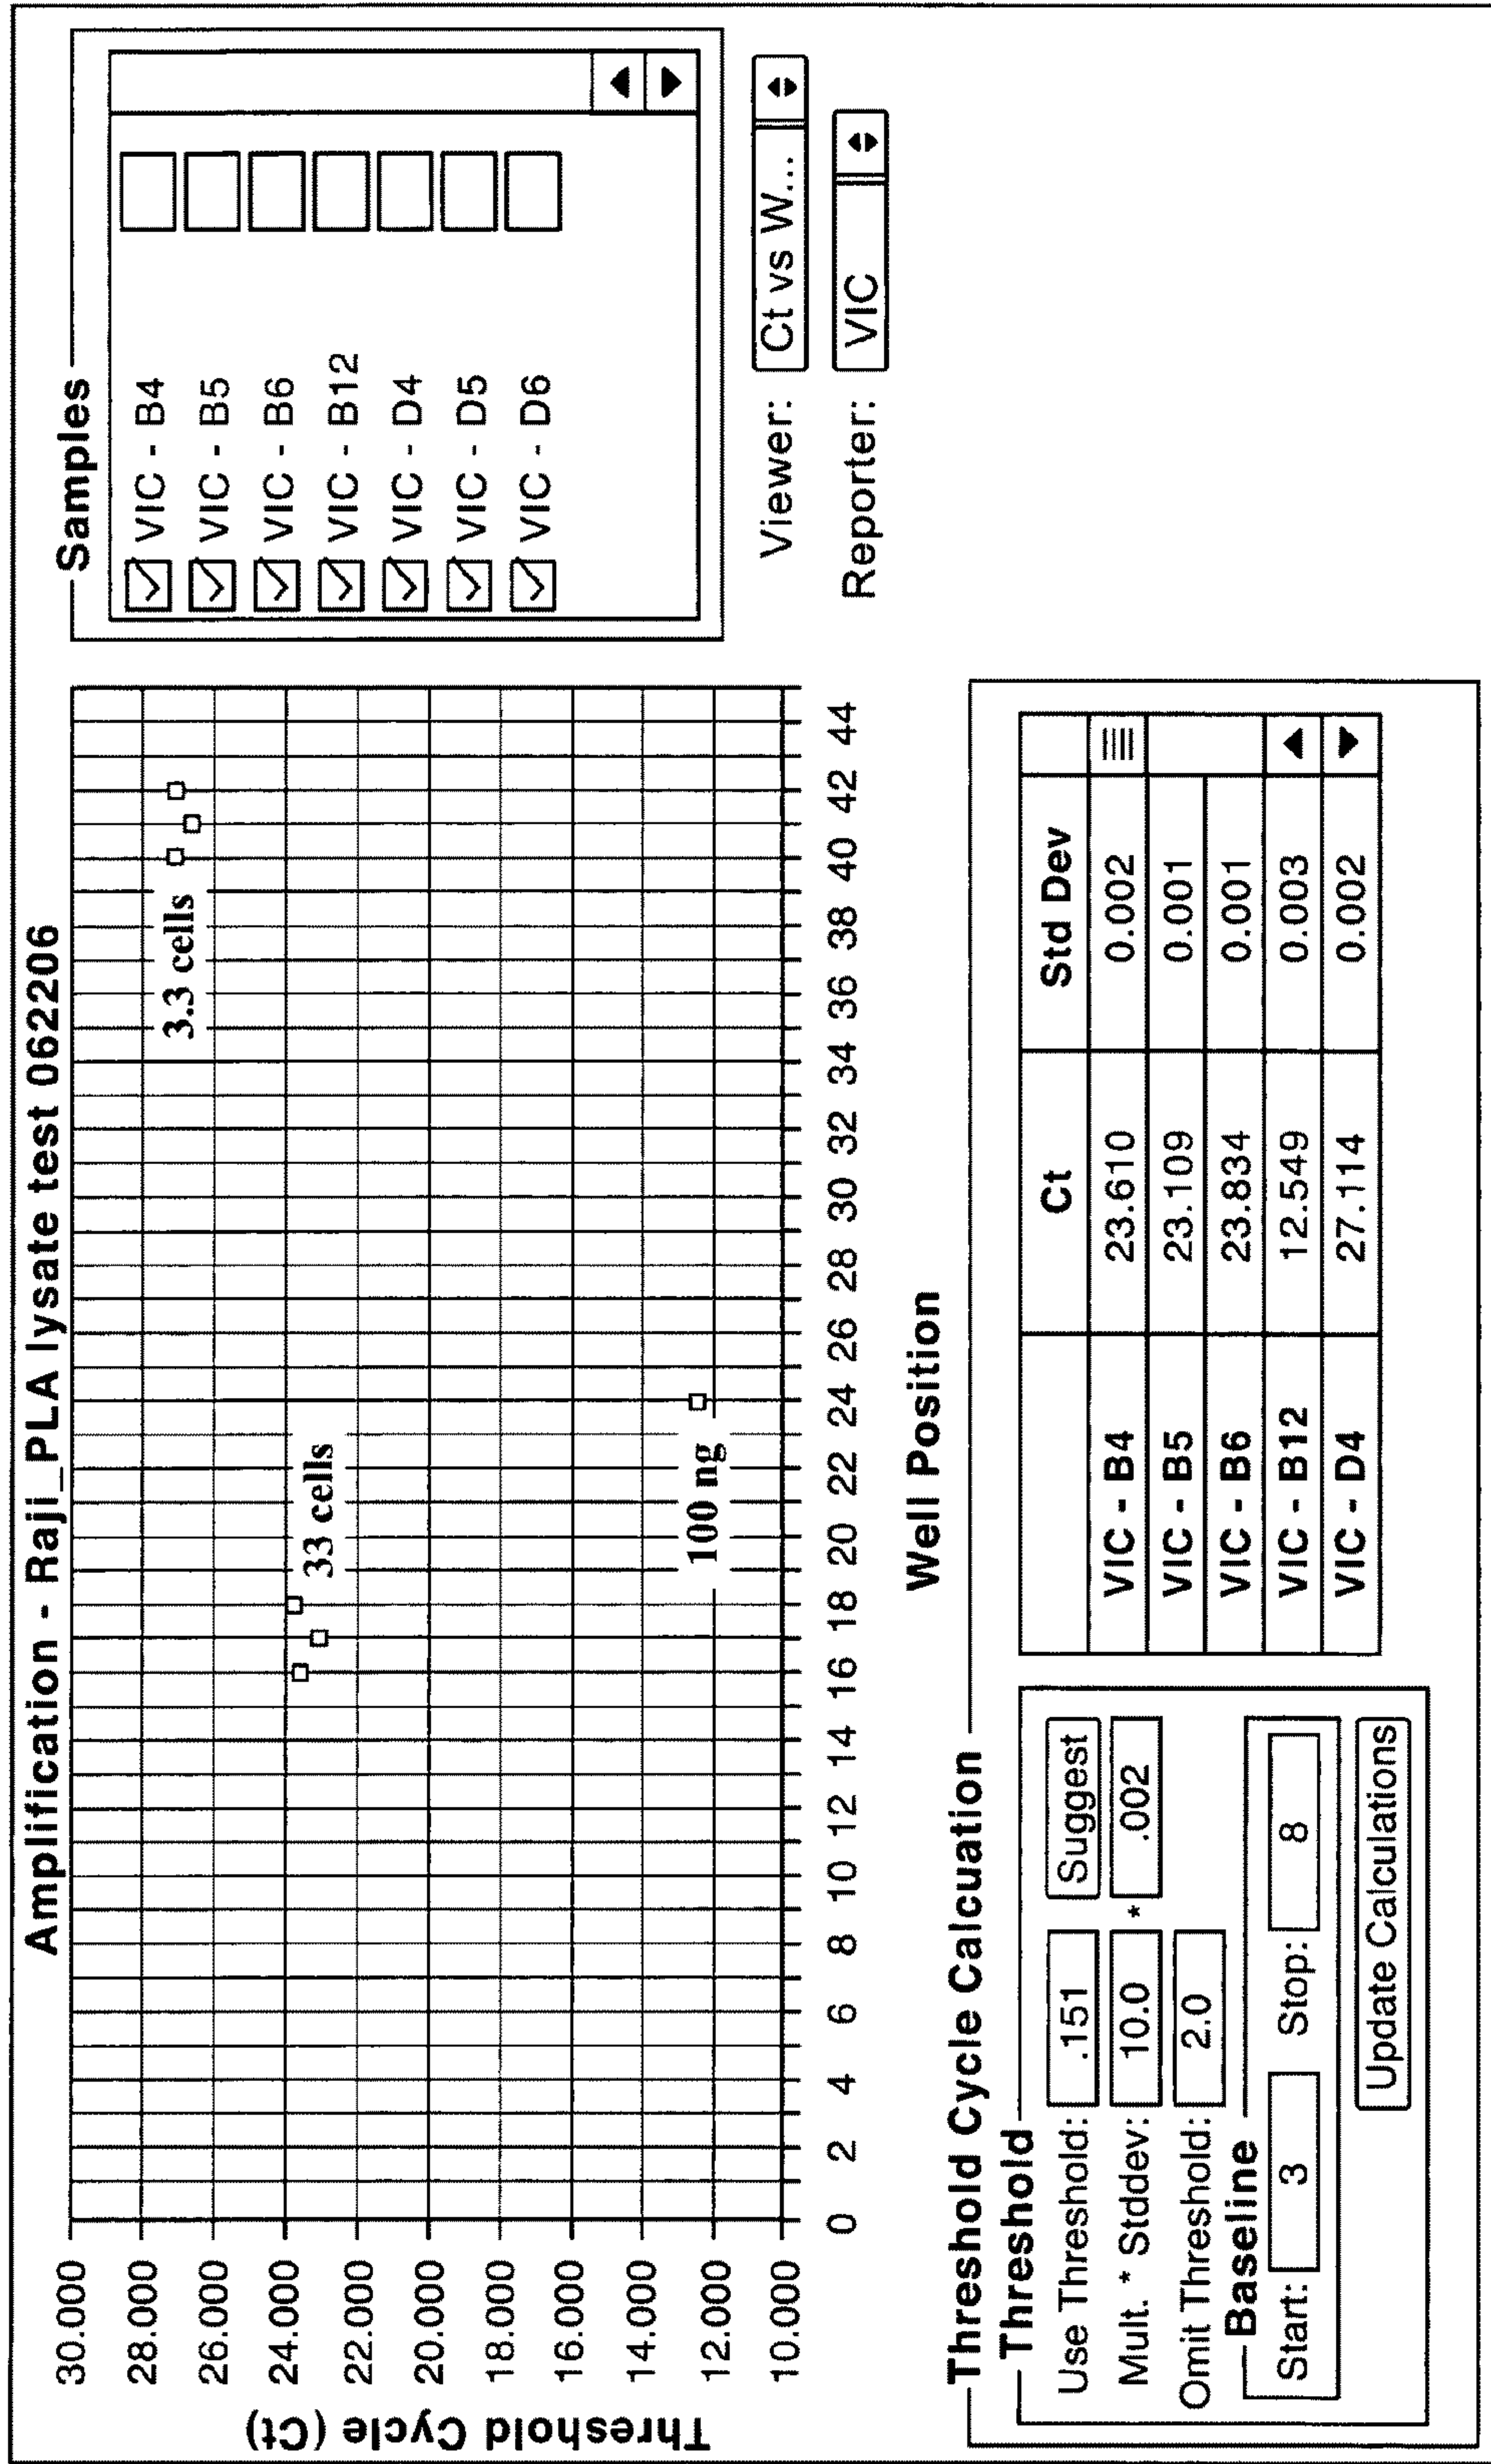 Amplification - Raji_PLA lysate test 062206
Threshold Cycle (Ct)
30.000
28.000
26.000
24.000
22.000
20.000
18.000
16.000
14.000
12.000
10.000
3.3 cells
33 cells
100 ng
0 2 4 6 8 10 12 14 16 18 20 22 24 26 28 30 32 34 36 38 40 42 44
Well Position
Samples
VIC - B4
VIC - B5
VIC - B6
VIC - B12
VIC - D4
VIC - D5
VIC - D6
Viewer: Ct vs W...
Reporter: VIC
Threshold Cycle Calcuation
Threshold
Use Threshold: .151 Suggest
Mult. * Stddev: 10.0 * .002
Omit Threshold: 2.0
Baseline
Start: 3 Stop: 8
Update Calculations
Ct Std Dev
VIC - B4 23.610 0.002
VIC - B5 23.109 0.001
VIC - B6 23.834 0.001
VIC - B12 12.549 0.003
VIC - D4 27.114 0.002